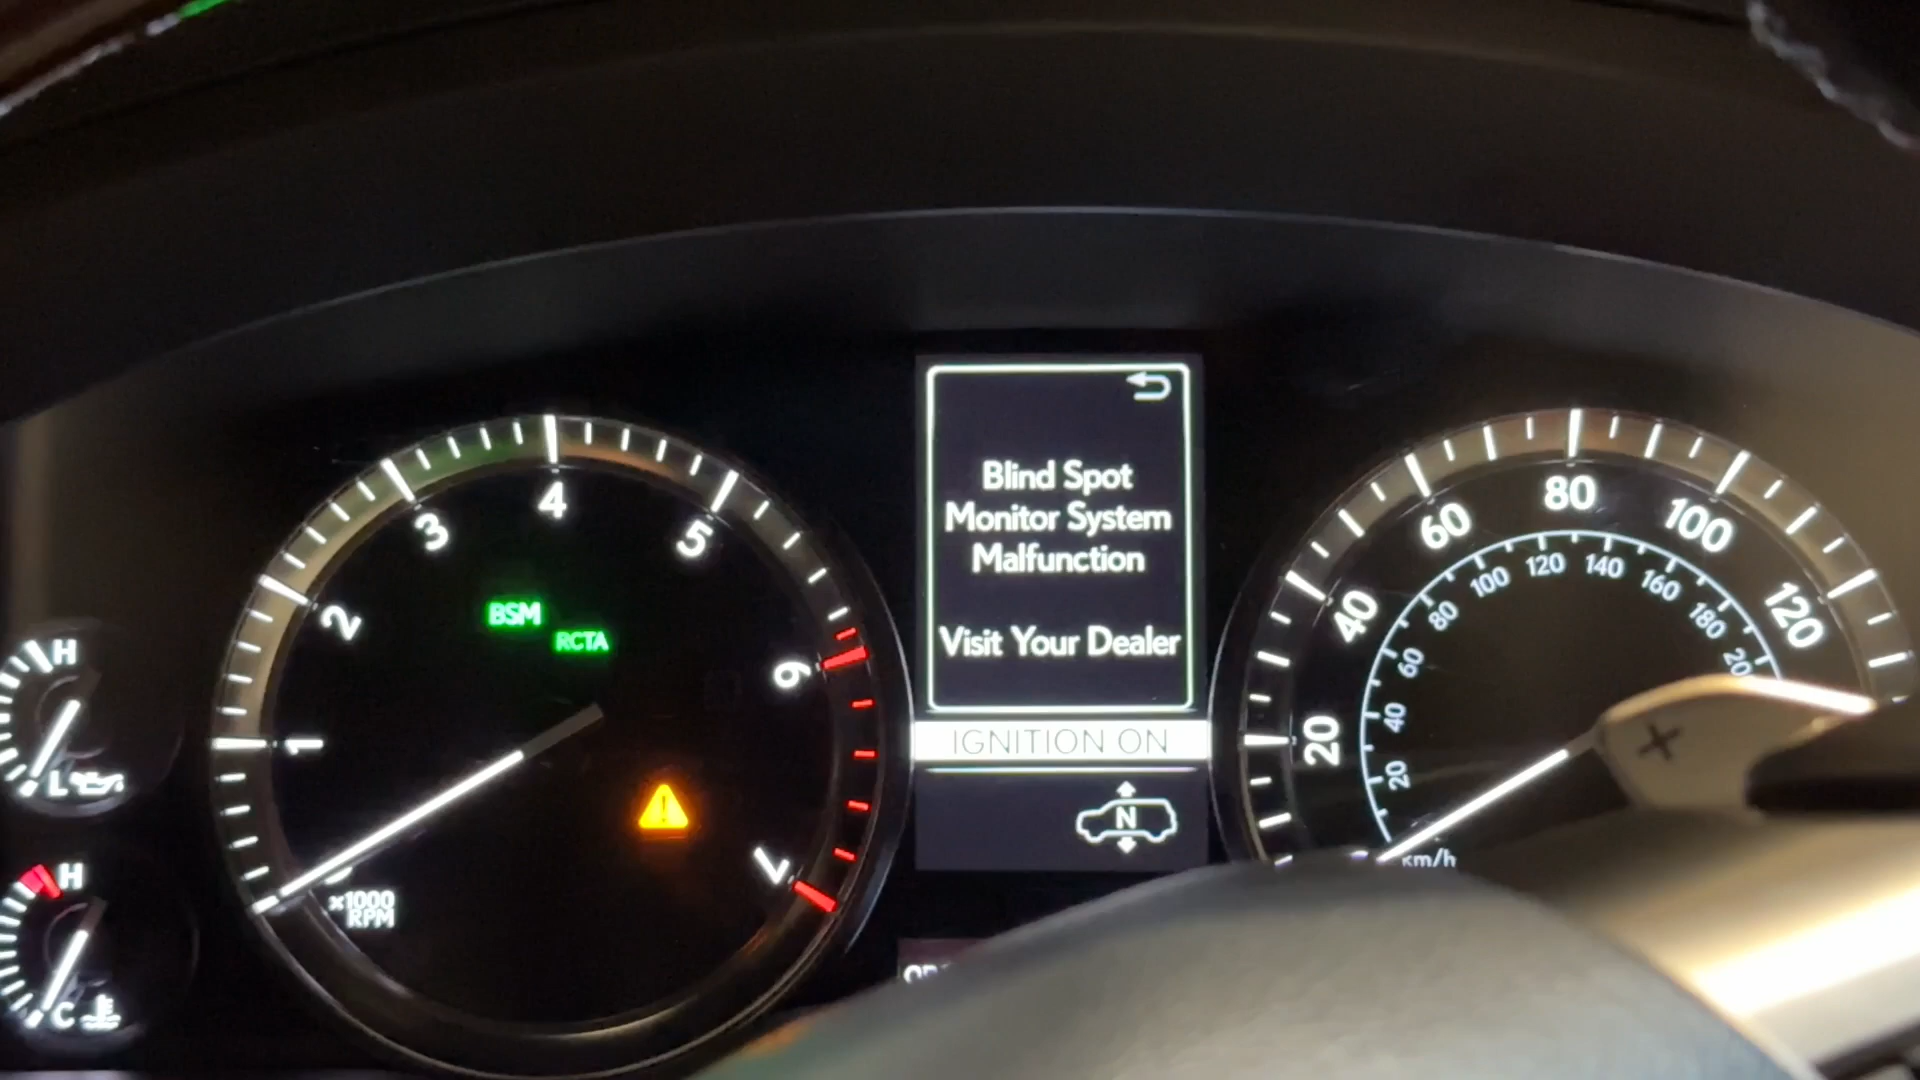 Blind Spot
Monitor System
Malfunction
Visit Your Dealer
IGNITION ON
N
1
2
3
4
5
6
7
x1000
RPM
BSM
RCTA
H
L
H
C
20
40
60
80
100
120
20
40
60
80
100
120
140
160
180
km/h
+